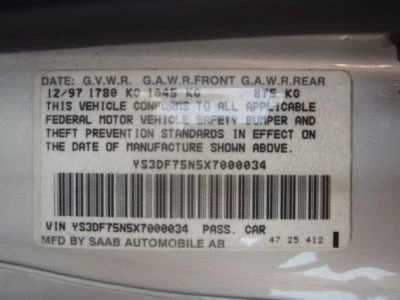 DATE: G.V.W.R. G.A.W.R.FRONT G.A.W.R.REAR
12/97 1780 KG 1045 KG 875 KG
THIS VEHICLE CONFORMS TO ALL APPLICABLE
FEDERAL MOTOR VEHICLE SAFETY BUMPER AND
THEFT PREVENTION STANDARDS IN EFFECT ON
THE DATE OF MANUFACTURE SHOWN ABOVE.
YS3DF75N5X7000034
VIN YS3DF75N5X7000034 PASS. CAR
MFD BY SAAB AUTOMOBILE AB 47 25 412